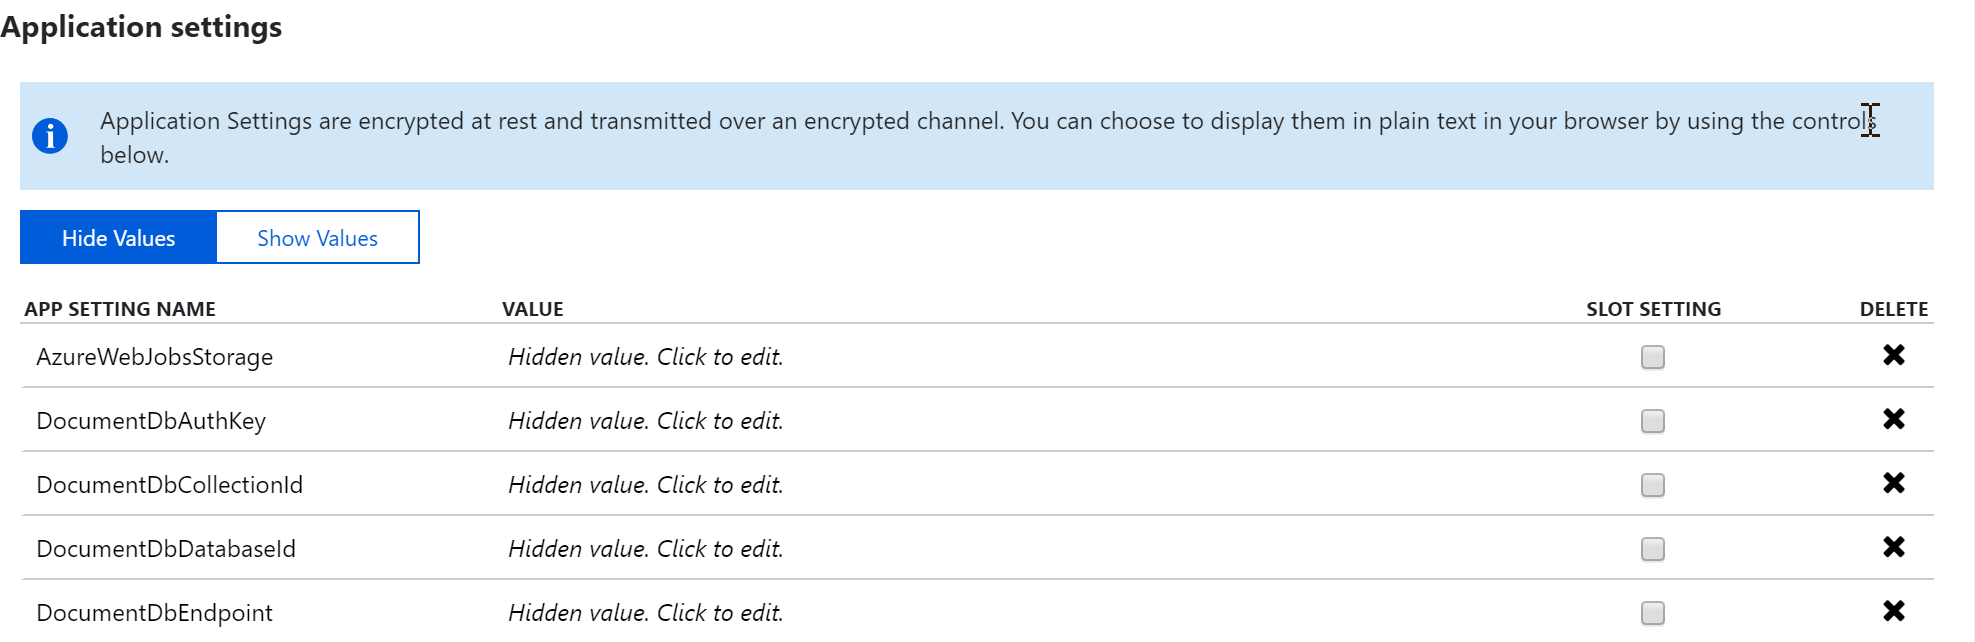 Application settings
Application Settings are encrypted at rest and transmitted over an encrypted channel. You can choose to display them in plain text in your browser by using the controls
below.
Hide Values Show Values
APP SETTING NAME VALUE SLOT SETTING DELETE
AzureWebJobsStorage Hidden value. Click to edit.
DocumentDbAuthKey Hidden value. Click to edit.
DocumentDbCollectionId Hidden value. Click to edit.
DocumentDbDatabaseId Hidden value. Click to edit.
DocumentDbEndpoint Hidden value. Click to edit.